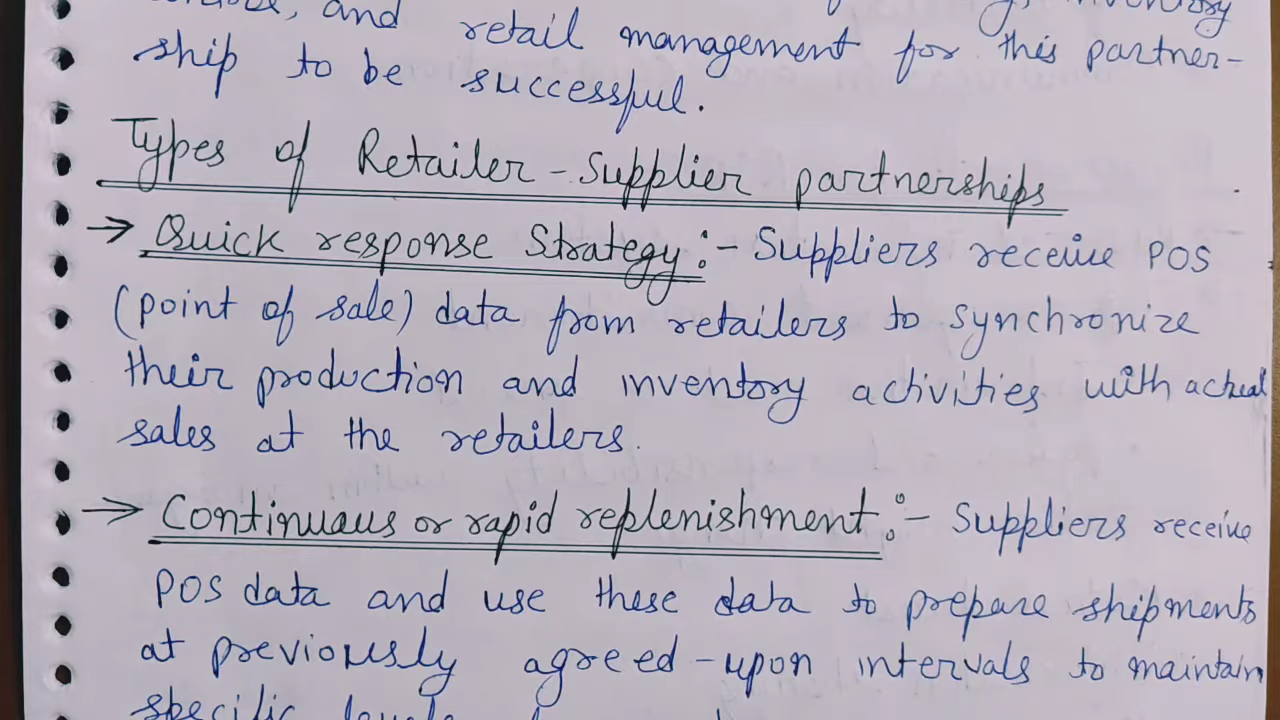 and retail management for this partner-
ship to be successful.
Types of Retailer-Supplier partnerships
→ Quick response Strategy:- Suppliers receive POS
(point of sale) data from retailers to synchronize
their production and inventory activities with actual
sales at the retailers.
→ Continuous or rapid replenishment:- Suppliers receive
POS data and use these data to prepare shipments
at previously agreed-upon intervals to maintain
specific levels